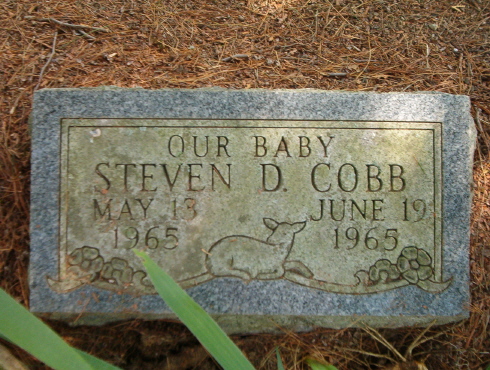 OUR BABY
STEVEN D. COBB
MAY 13 JUNE 19
1965 1965